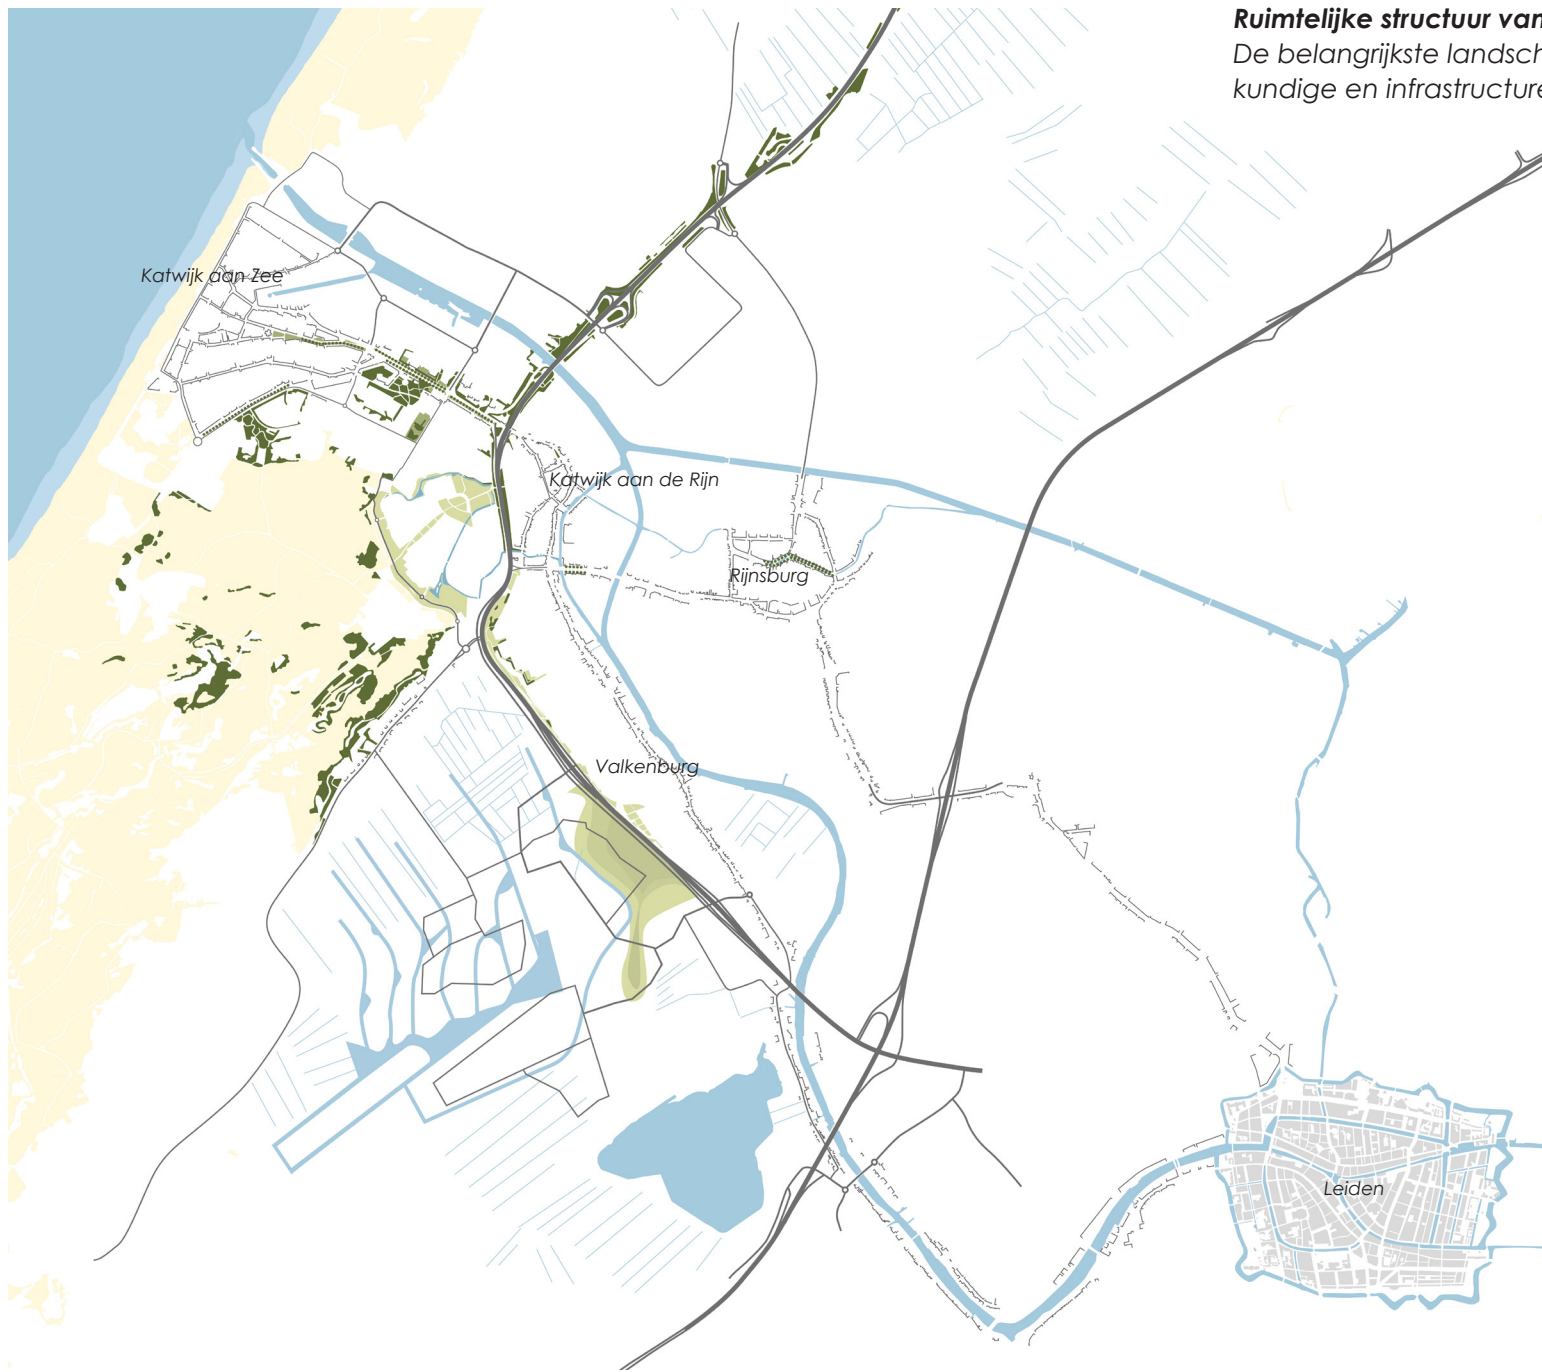 Ruimtelijke structuur van
De belangrijkste landsch
kundige en infrastructure
Katwijk aan Zee
Katwijk aan de Rijn
Rijnsburg
Valkenburg
Leiden